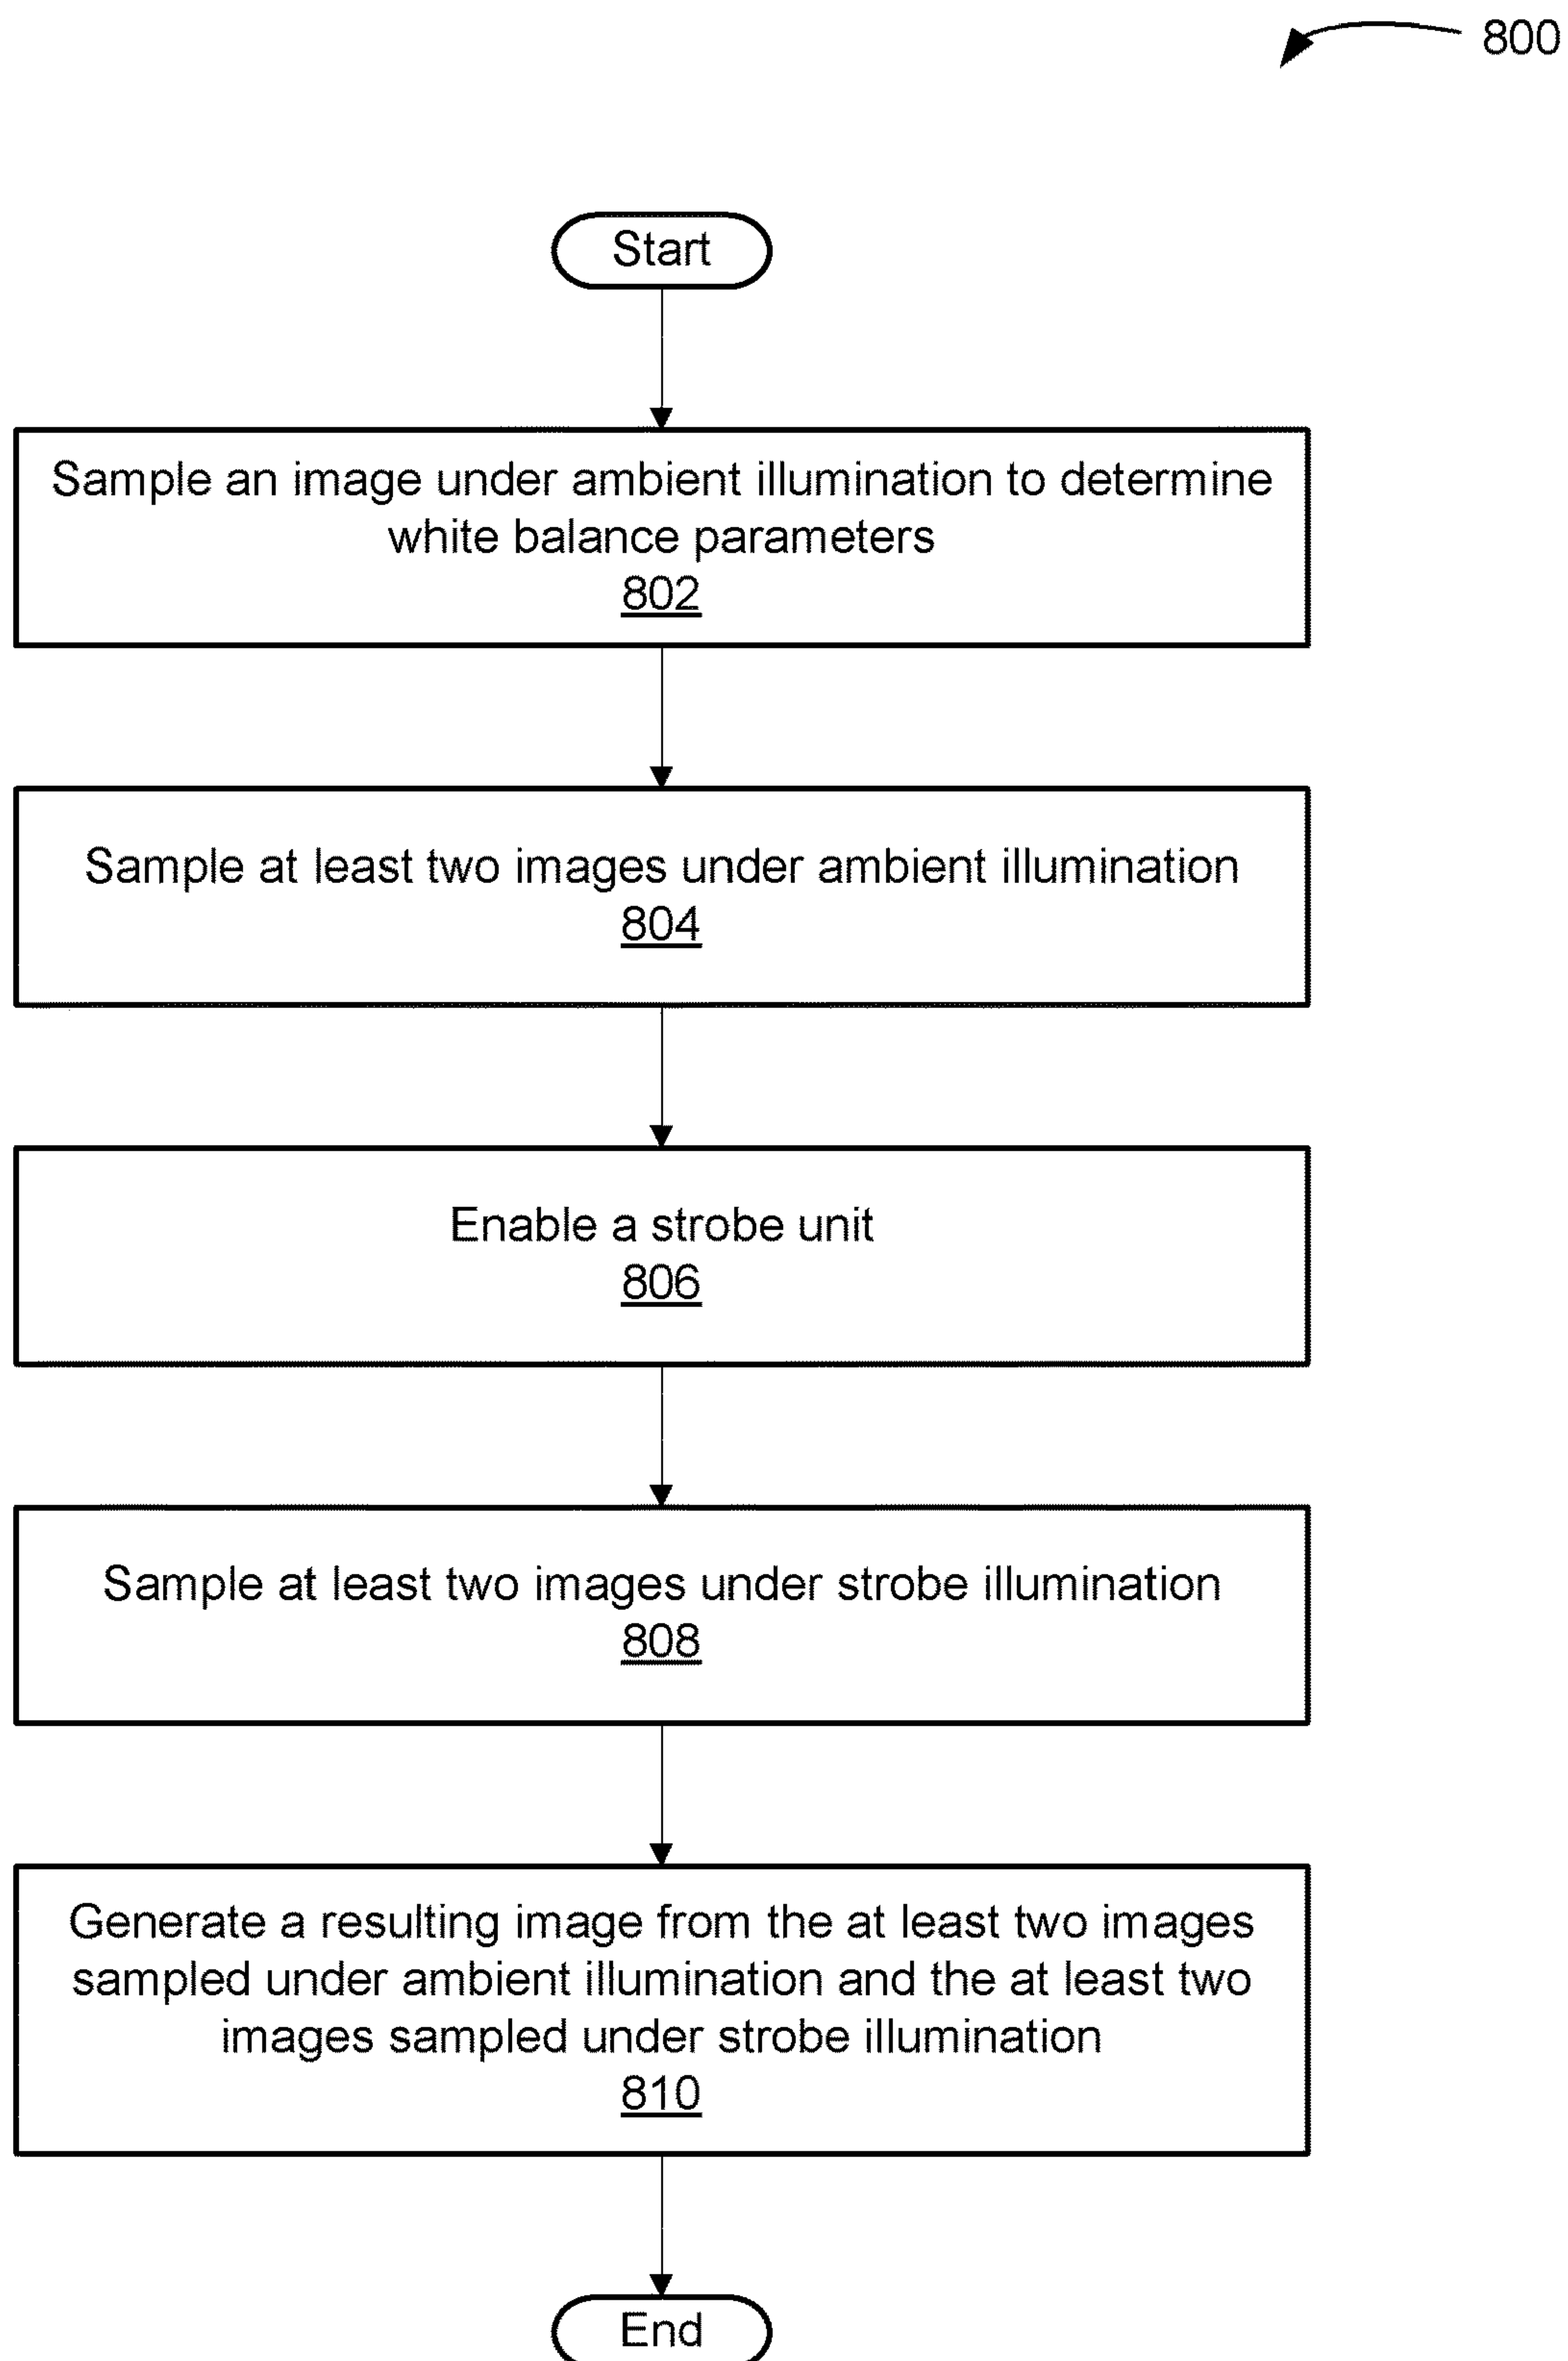 800
Start
Sample an image under ambient illumination to determine
white balance parameters
802
Sample at least two images under ambient illumination
804
Enable a strobe unit
806
Sample at least two images under strobe illumination
808
Generate a resulting image from the at least two images
sampled under ambient illumination and the at least two
images sampled under strobe illumination
810
End